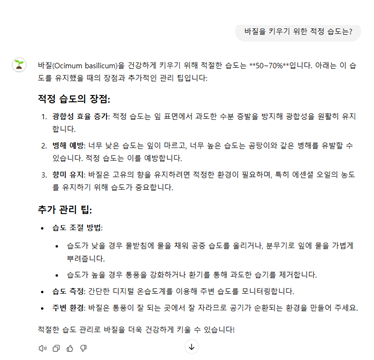 바질을 키우기 위한 적정 습도는?
바질(Ocimum basilicum)을 건강하게 키우기 위해 적절한 습도는 **50~70%**입니다. 아래는 이 습
도를 유지했을 때의 장점과 추가적인 관리 팁입니다:
적정 습도의 장점:
1. 광합성 효율 증가: 적정 습도는 잎 표면에서 과도한 수분 증발을 방지해 광합성을 원활히 유지
합니다.
2. 병해 예방: 너무 낮은 습도는 잎이 마르고, 너무 높은 습도는 곰팡이와 같은 병해를 유발할 수
있습니다. 적정 습도는 이를 예방합니다.
3. 향미 유지: 바질은 고유의 향을 유지하려면 적정한 환경이 필요하며, 특히 에센셜 오일의 농도
를 유지하기 위해 습도가 중요합니다.
추가 관리 팁:
• 습도 조절 방법:
• 습도가 낮을 경우 물받침에 물을 채워 공중 습도를 올리거나, 분무기로 잎에 물을 가볍게
뿌려줍니다.
• 습도가 높을 경우 통풍을 강화하거나 환기를 통해 과도한 습기를 제거합니다.
• 습도 측정: 간단한 디지털 온습도계를 이용해 주변 습도를 모니터링합니다.
• 주변 환경: 바질은 통풍이 잘 되는 곳에서 잘 자라므로 공기가 순환되는 환경을 만들어 주세요.
적절한 습도 관리로 바질을 더욱 건강하게 키울 수 있습니다!